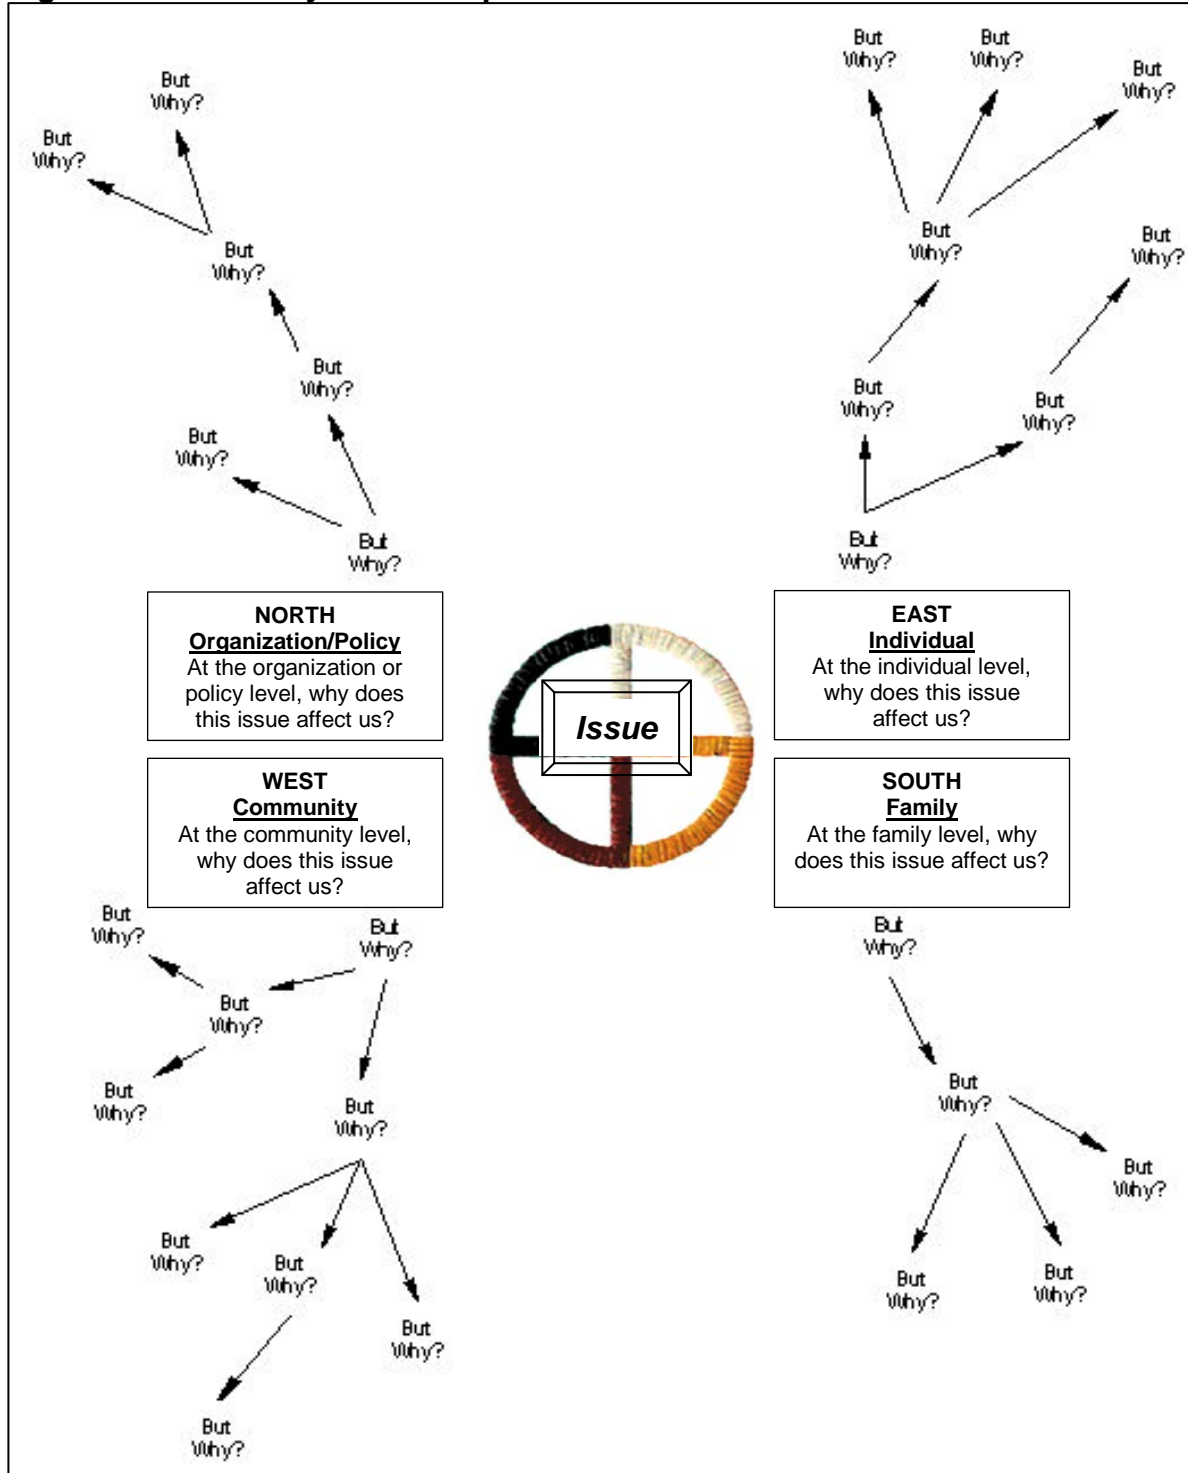 But
Why?
But
Why?
But
Why?
But
Why?
But
Why?
But
Why?
NORTH
Organization/Policy
At the organization or
policy level, why does
this issue affect us?
But
Why?
But
Why?
But
Why?
But
Why?
But
Why?
But
Why?
But
Why?
But
Why?
EAST
Individual
At the individual level,
why does this issue
affect us?
Issue
WEST
Community
At the community level,
why does this issue
affect us?
But
Why?
But
Why?
But
Why?
But
Why?
But
Why?
But
Why?
But
Why?
But
Why?
But
Why?
SOUTH
Family
At the family level, why
does this issue affect us?
But
Why?
But
Why?
But
Why?
But
Why?
But
Why?